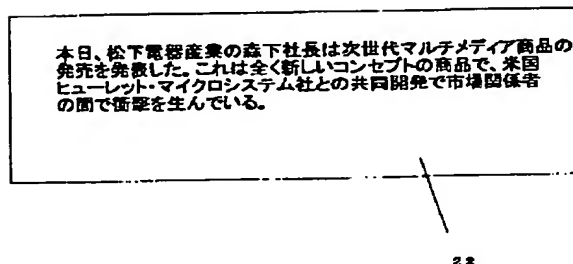 本日、松下電器産業の森下社長は次世代マルチメディア商品の
発売を発表した。これは全く新しいコンセプトの商品で、米国
ヒューレット・マイクロシステム社との共同開発で市場関係者
の間で衝撃を生んでいる。